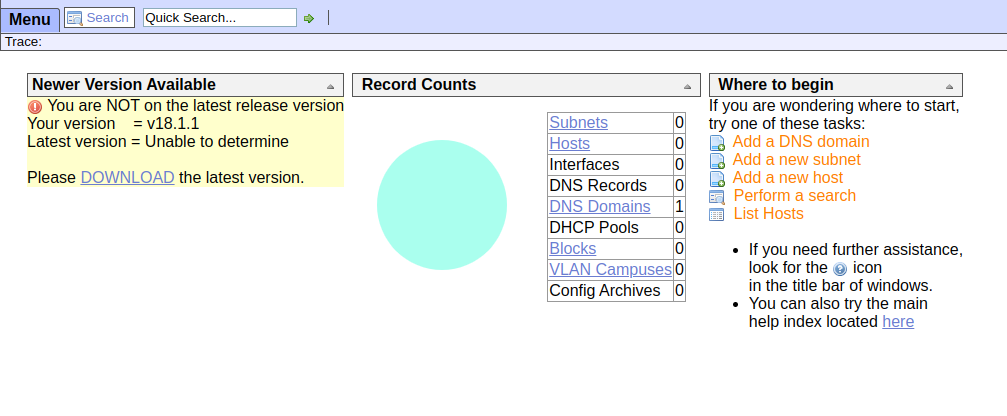 Menu Search Quick Search...
Trace:
Newer Version Available
You are NOT on the latest release version
Your version = v18.1.1
Latest version = Unable to determine
Please DOWNLOAD the latest version.
Record Counts
Subnets 0
Hosts 0
Interfaces 0
DNS Records 0
DNS Domains 1
DHCP Pools 0
Blocks 0
VLAN Campuses 0
Config Archives 0
Where to begin
If you are wondering where to start,
try one of these tasks:
Add a DNS domain
Add a new subnet
Add a new host
Perform a search
List Hosts
• If you need further assistance,
look for the ? icon
in the title bar of windows.
• You can also try the main
help index located here